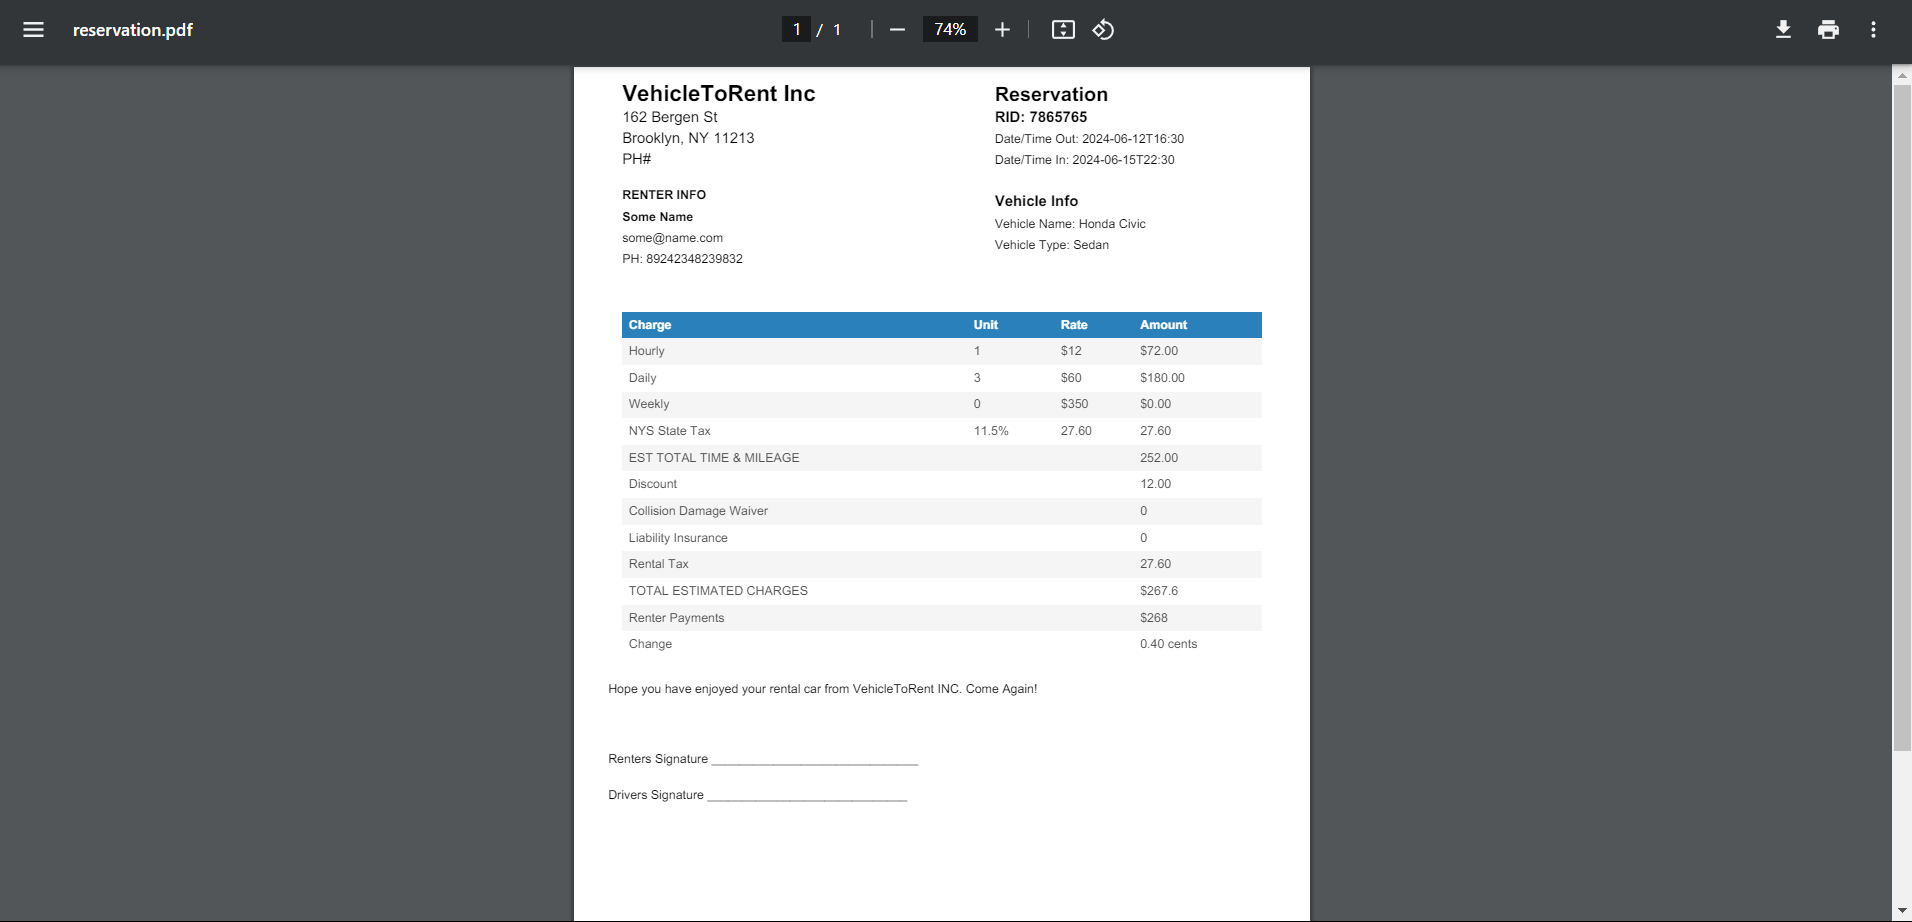 reservation.pdf
1 / 1
74%
VehicleToRent Inc
162 Bergen St
Brooklyn, NY 11213
PH#
Reservation
RID: 7865765
Date/Time Out: 2024-06-12T16:30
Date/Time In: 2024-06-15T22:30
RENTER INFO
Some Name
some@name.com
PH: 89242348239832
Vehicle Info
Vehicle Name: Honda Civic
Vehicle Type: Sedan
Charge Unit Rate Amount
Hourly 1 $12 $72.00
Daily 3 $60 $180.00
Weekly 0 $350 $0.00
NYS State Tax 11.5% 27.60 27.60
EST TOTAL TIME & MILEAGE 252.00
Discount 12.00
Collision Damage Waiver 0
Liability Insurance 0
Rental Tax 27.60
TOTAL ESTIMATED CHARGES $267.6
Renter Payments $268
Change 0.40 cents
Hope you have enjoyed your rental car from VehicleToRent INC. Come Again!
Renters Signature ______________________________
Drivers Signature _____________________________